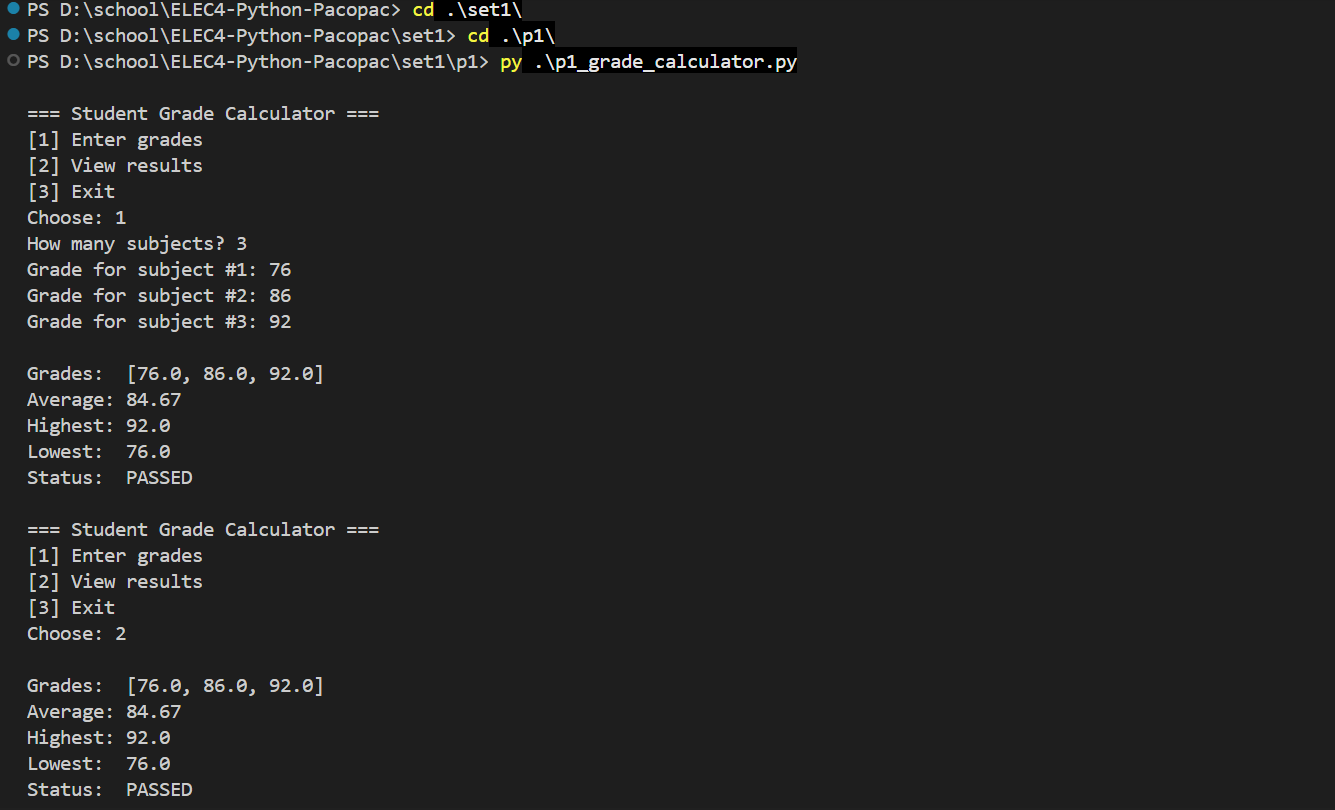 PS D:\school\ELEC4-Python-Pacopac> cd .\set1\
PS D:\school\ELEC4-Python-Pacopac\set1> cd .\p1\
PS D:\school\ELEC4-Python-Pacopac\set1\p1> py .\p1_grade_calculator.py

=== Student Grade Calculator ===
[1] Enter grades
[2] View results
[3] Exit
Choose: 1
How many subjects? 3
Grade for subject #1: 76
Grade for subject #2: 86
Grade for subject #3: 92

Grades:  [76.0, 86.0, 92.0]
Average: 84.67
Highest: 92.0
Lowest:  76.0
Status:  PASSED

=== Student Grade Calculator ===
[1] Enter grades
[2] View results
[3] Exit
Choose: 2

Grades:  [76.0, 86.0, 92.0]
Average: 84.67
Highest: 92.0
Lowest:  76.0
Status:  PASSED